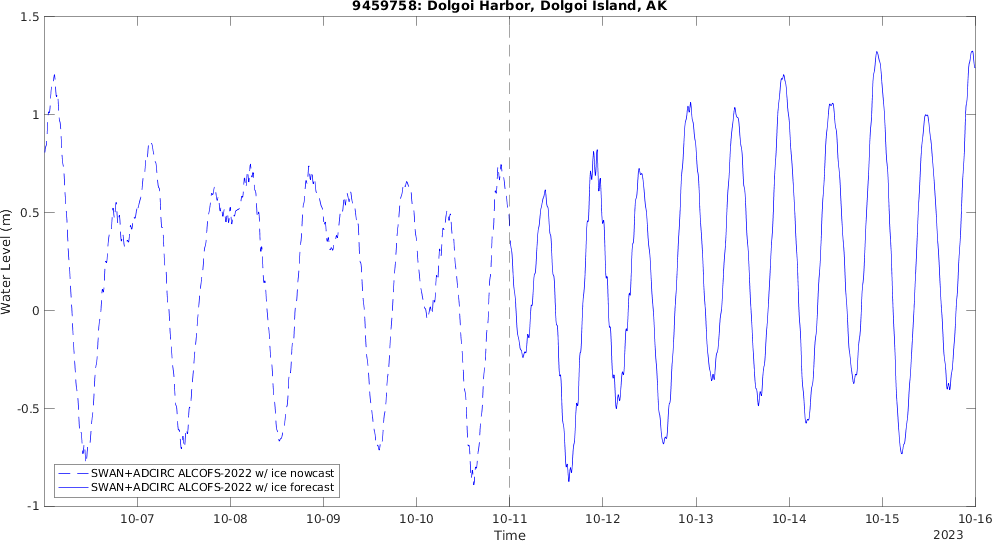 9459758: Dolgoi Harbor, Dolgoi Island, AK
1.5
1
0.5
0
-0.5
-1
Water Level (m)
SWAN+ADCIRC ALCOFS-2022 w/ ice nowcast
SWAN+ADCIRC ALCOFS-2022 w/ ice forecast
10-07 10-08 10-09 10-10 10-11 10-12 10-13 10-14 10-15 10-16
Time
2023